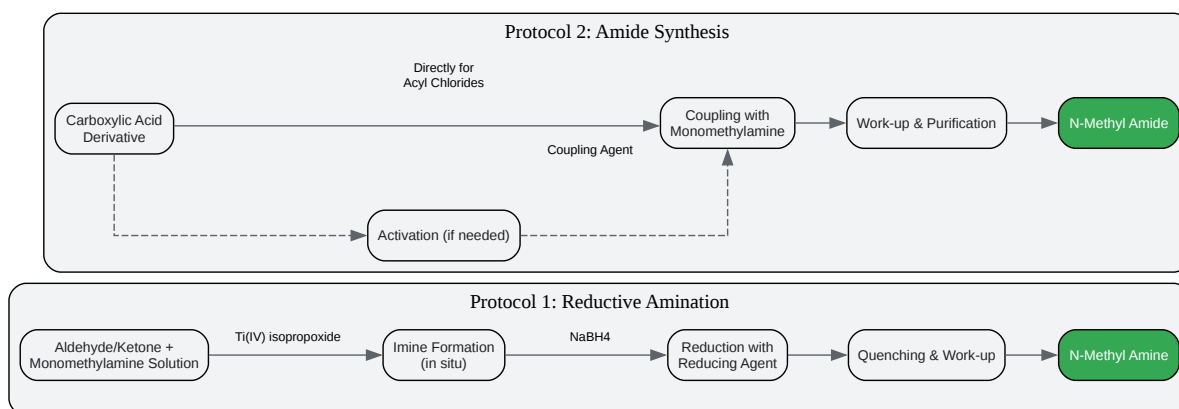 Protocol 2: Amide Synthesis
Directly for
Acyl Chlorides
Carboxylic Acid
Derivative
Coupling with
Monomethylamine
Work-up & Purification
N-Methyl Amide
Coupling Agent
Activation (if needed)
Protocol 1: Reductive Amination
Aldehyde/Ketone +
Monomethylamine Solution
Ti(IV) isopropoxide
Imine Formation
(in situ)
NaBH4
Reduction with
Reducing Agent
Quenching & Work-up
N-Methyl Amine